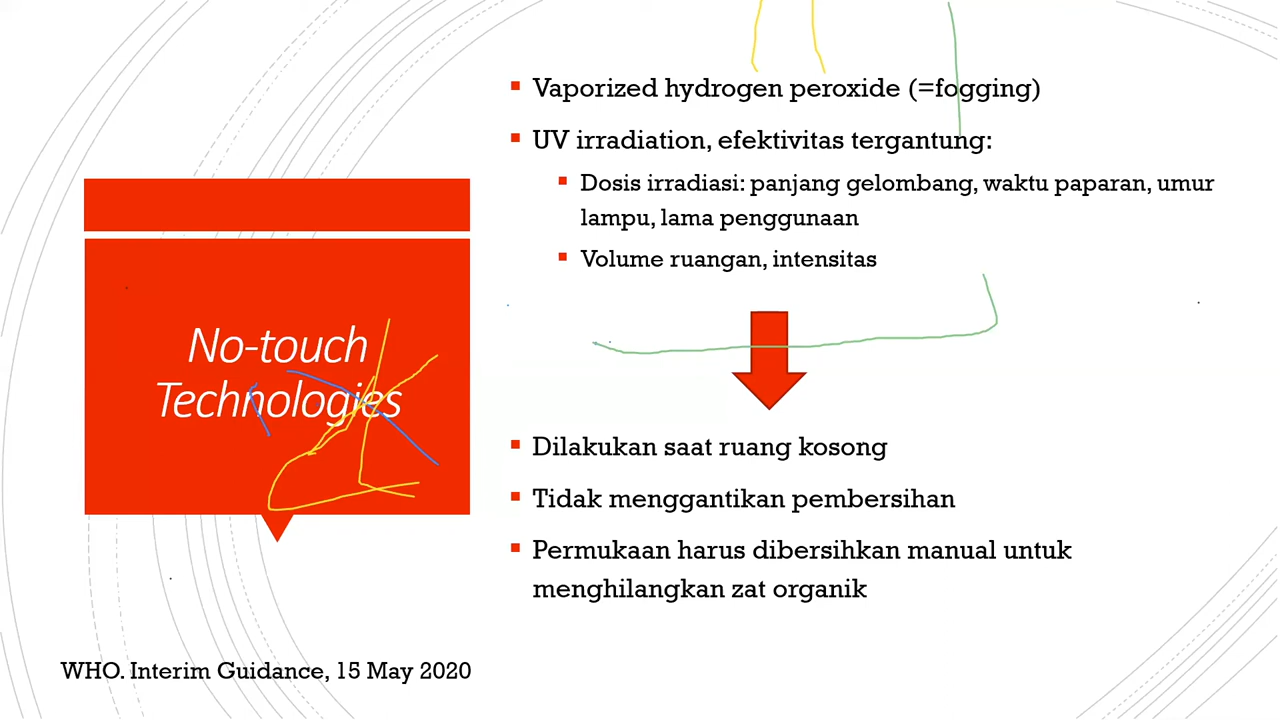 No-touch
Technologies
Vaporized hydrogen peroxide (=fogging)
UV irradiation, efektivitas tergantung:
Dosis irradiasi: panjang gelombang, waktu paparan, umur
lampu, lama penggunaan
Volume ruangan, intensitas
Dilakukan saat ruang kosong
Tidak menggantikan pembersihan
Permukaan harus dibersihkan manual untuk
menghilangkan zat organik
WHO. Interim Guidance, 15 May 2020